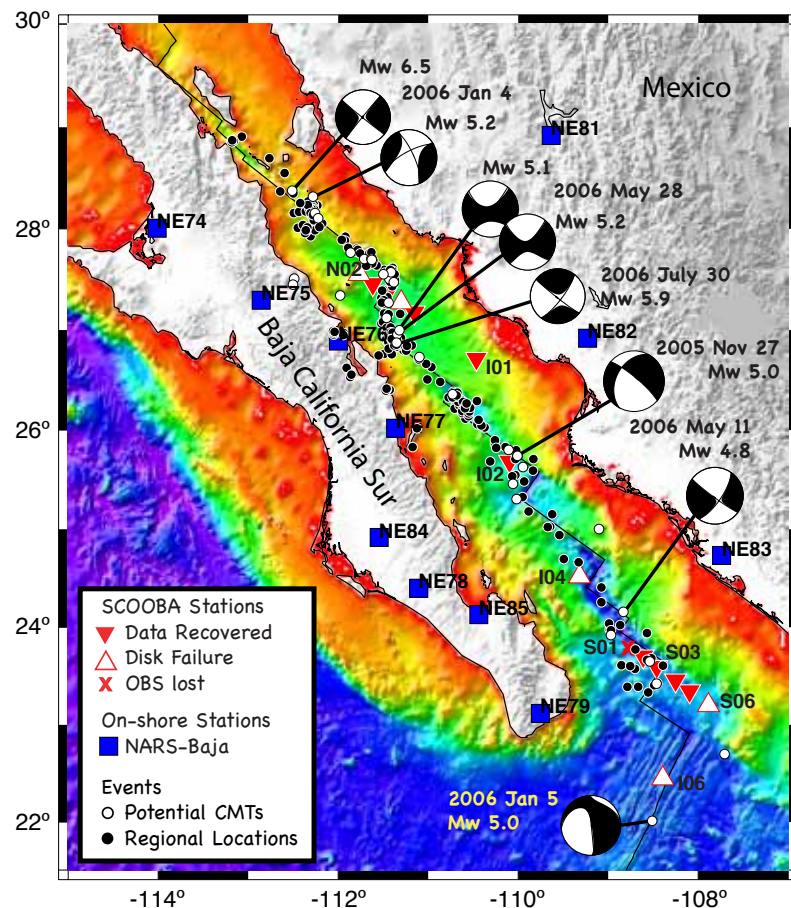 30°
28°
26°
24°
22°
-114°
-112°
-110°
-108°
Mexico
Mw 6.5
2006 Jan 4
Mw 5.2
Mw 5.1
2006 May 28
Mw 5.2
2006 July 30
Mw 5.9
2005 Nov 27
Mw 5.0
2006 May 11
Mw 4.8
2006 Jan 5
Mw 5.0
NE81
NE74
NE75
N02
NE76
NE82
I01
NE77
I02
Baja California Sur
NE84
NE83
I04
NE78
NE85
S01
S03
NE79
S06
I06
SCOOBA Stations
Data Recovered
Disk Failure
X OBS lost
On-shore Stations
NARS-Baja
Events
Potential CMTs
Regional Locations